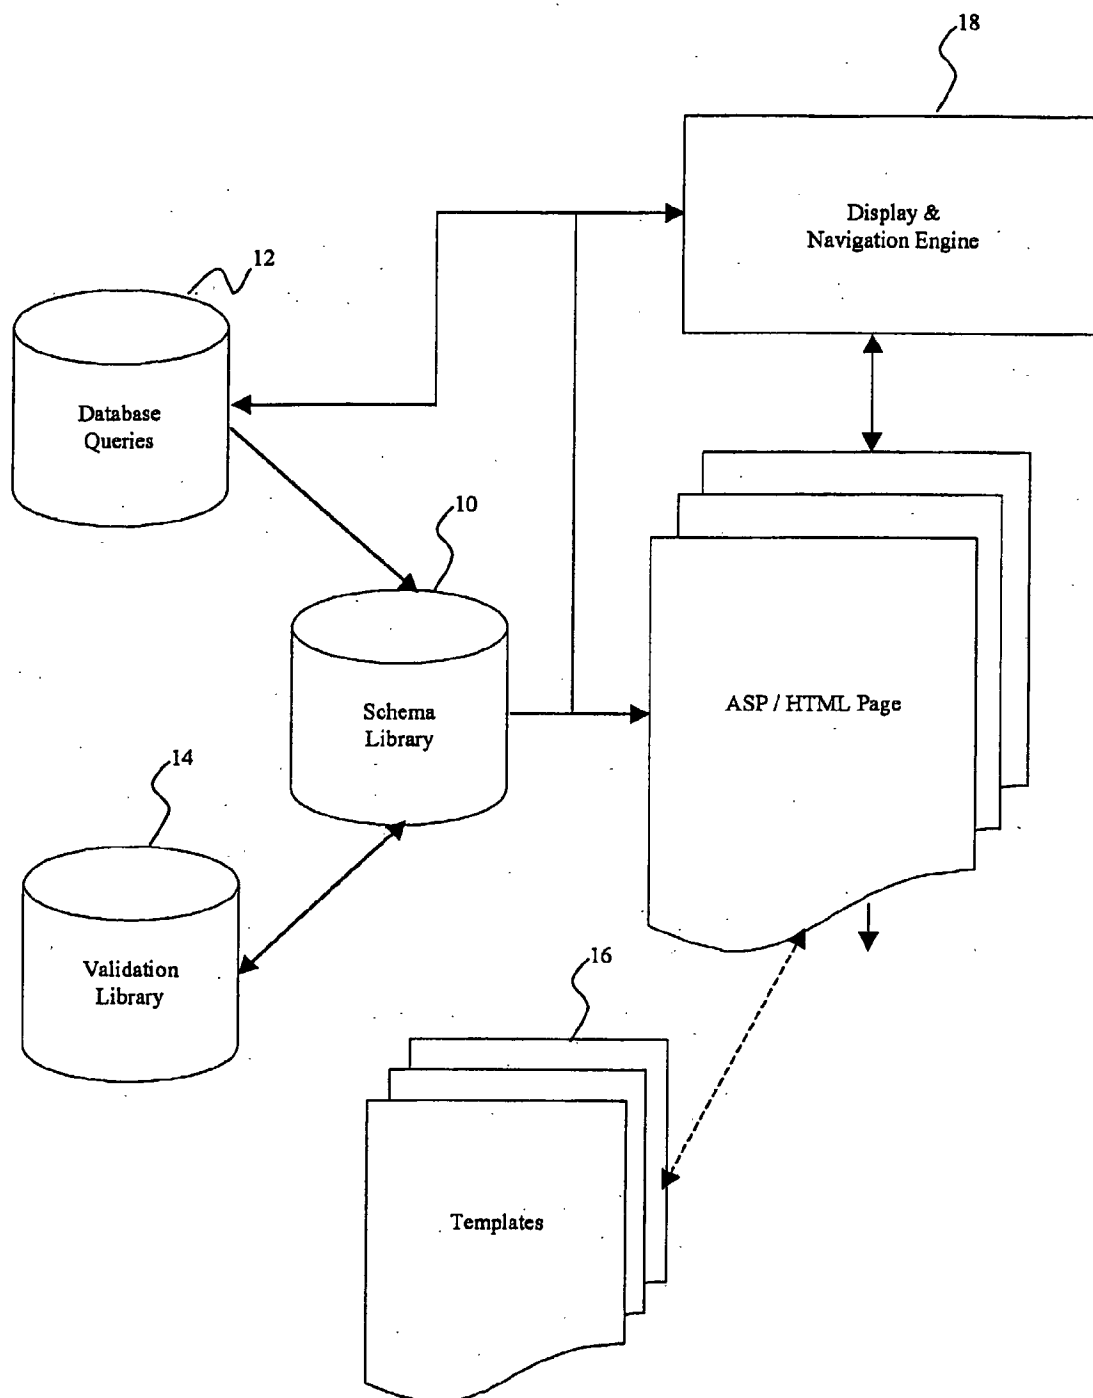 18
Display &
Navigation Engine
12
Database
Queries
10
Schema
Library
ASP / HTML Page
14
Validation
Library
16
Templates